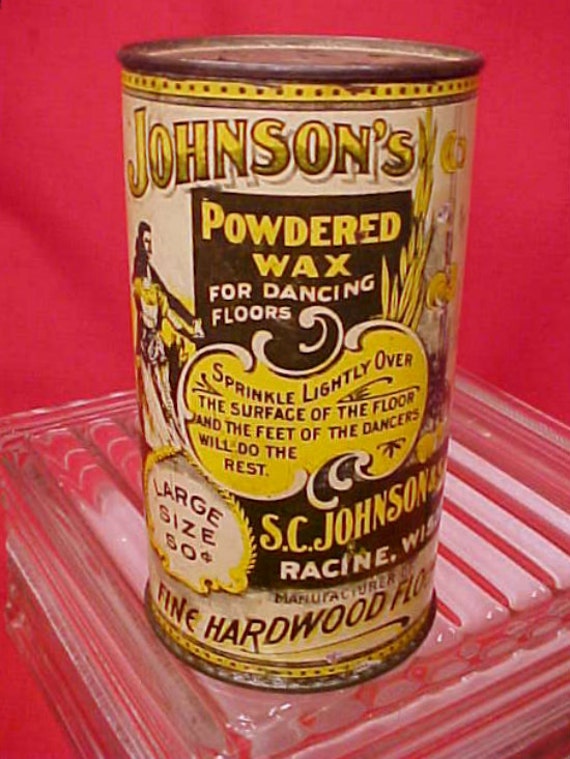 JOHNSON'S
POWDERED
WAX
FOR DANCING
FLOORS
SPRINKLE LIGHTLY OVER
THE SURFACE OF THE FLOOR
AND THE FEET OF THE DANCERS
WILL DO THE
REST.
LARGE
SIZE
50¢
S.C. JOHNSON &
RACINE, WIS.
MANUFACTURER
FINE HARDWOOD